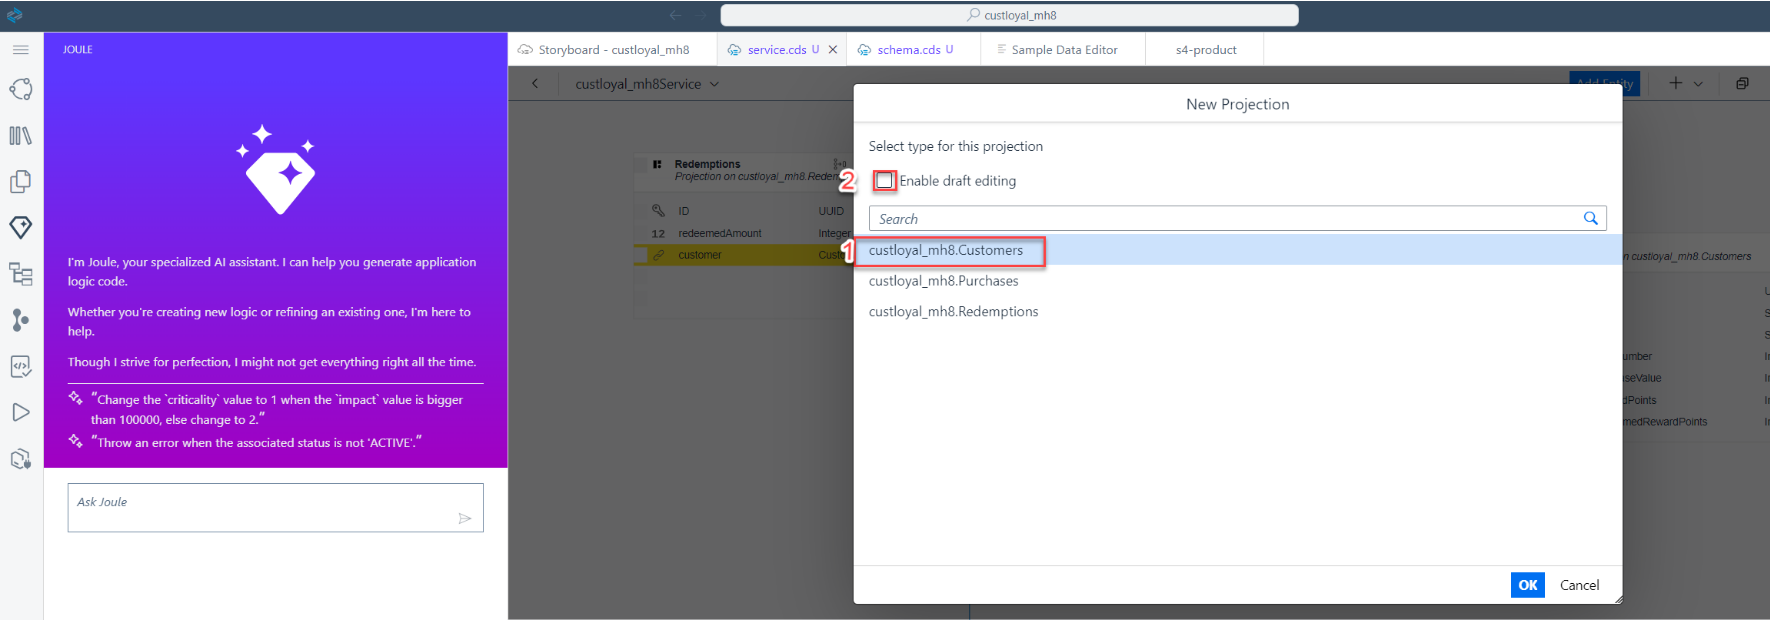 custloyal_mh8
JOULE
Storyboard - custloyal_mh8
service.cds U
schema.cds U
Sample Data Editor
s4-product
custloyal_mh8Service
Add Entity
New Projection
Select type for this projection
2
Enable draft editing
Search
1
custloyal_mh8.Customers
custloyal_mh8.Purchases
custloyal_mh8.Redemptions
OK
Cancel
Redemptions
Projection on custloyal_mh8.Redem
ID UUID
12 redeemedAmount Integer
customer Custo
n custloyal_mh8.Customers
umber
seValue
dPoints
medRewardPoints
I'm Joule, your specialized AI assistant. I can help you generate application
logic code.
Whether you're creating new logic or refining an existing one, I'm here to
help.
Though I strive for perfection, I might not get everything right all the time.
"Change the `criticality` value to 1 when the `impact` value is bigger
than 100000, else change to 2."
"Throw an error when the associated status is not 'ACTIVE'."
Ask Joule